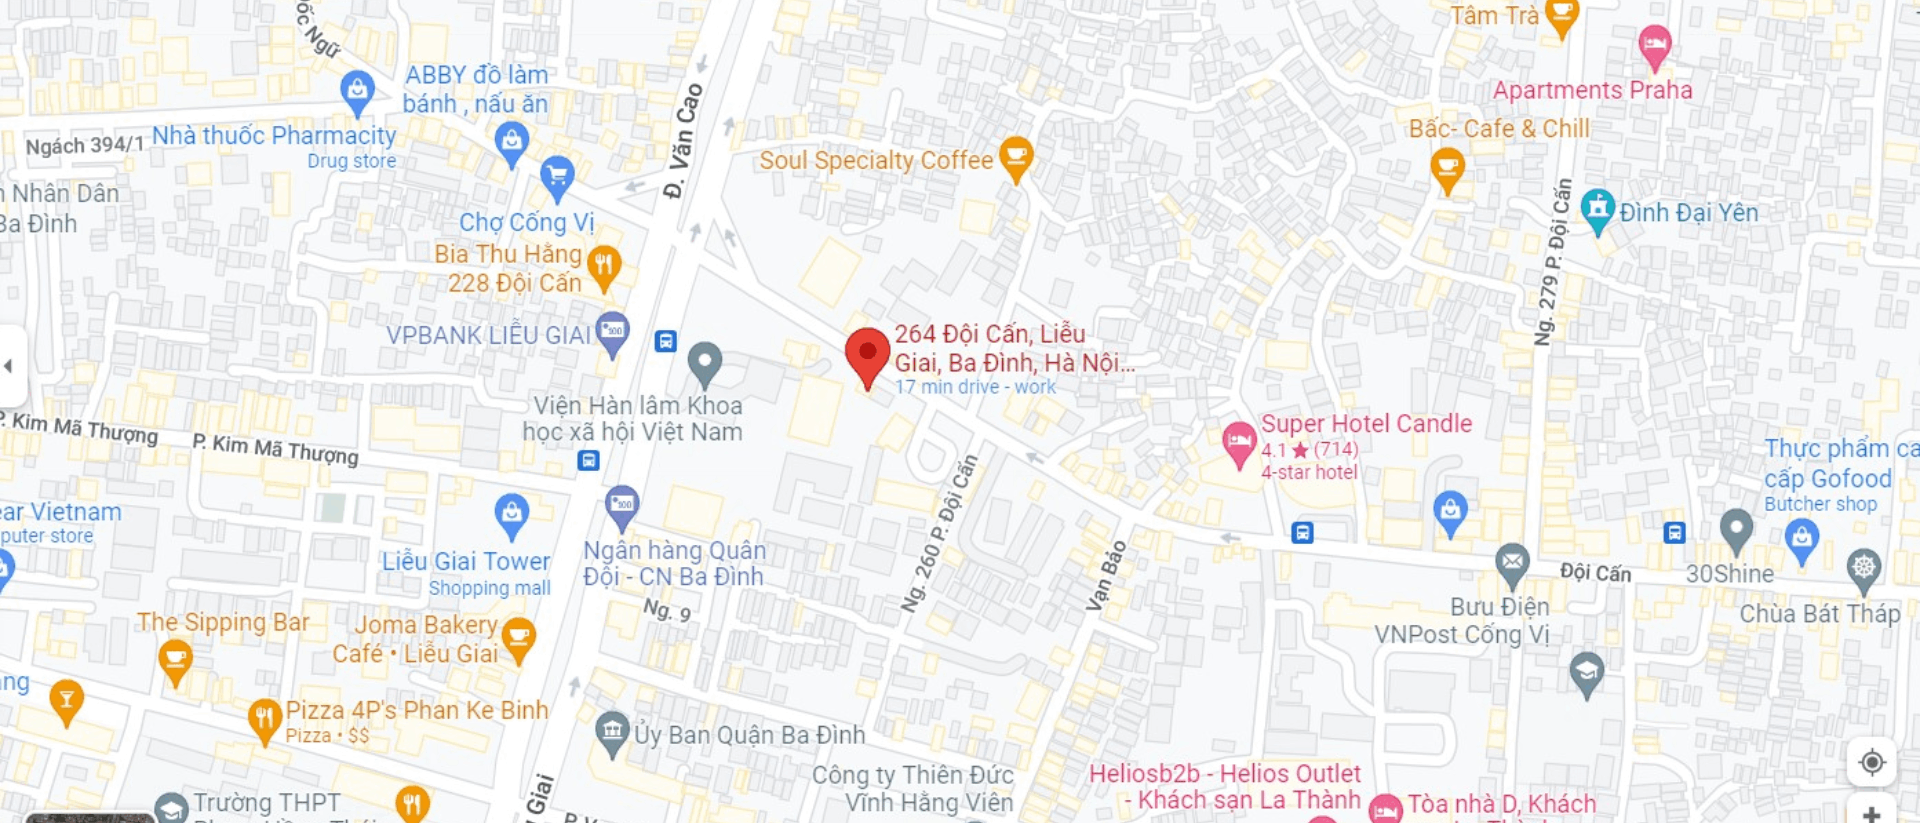 Tâm Trà
ốc Ngữ
Apartments Praha
ABBY đồ làm
bánh , nấu ăn
Đ. Văn Cao
Bấc- Cafe & Chill
Ngách 394/1
Nhà thuốc Pharmacity
Drug store
Soul Specialty Coffee
Nhân Dân
Ba Đình
Chợ Cống Vị
Đình Đại Yên
Ng. 279 P. Đội Cấn
Bia Thu Hằng
228 Đội Cấn
VPBANK LIỄU GIAI
264 Đội Cấn, Liễu
Giai, Ba Đình, Hà Nội...
17 min drive - work
Viện Hàn lâm Khoa
học xã hội Việt Nam
P. Kim Mã Thượng
P. Kim Mã Thượng
Super Hotel Candle
4.1 ★ (714)
4-star hotel
Thực phẩm ca
cấp Gofood
Butcher shop
ear Vietnam
puter store
Liễu Giai Tower
Shopping mall
Ngân hàng Quân
Đội - CN Ba Đình
Ng. 260 P. Đội Cấn
Vạn Bảo
Đội Cấn
30Shine
Ng. 9
Bưu Điện
VNPost Cống Vị
Chùa Bát Tháp
The Sipping Bar
Joma Bakery
Café • Liễu Giai
ng
Pizza 4P's Phan Ke Binh
Pizza • $$
Ủy Ban Quận Ba Đình
Công ty Thiên Đức
Vĩnh Hằng Viên
Heliosb2b - Helios Outlet
- Khách sạn La Thành
Tòa nhà D, Khách
Trường THPT
Giai